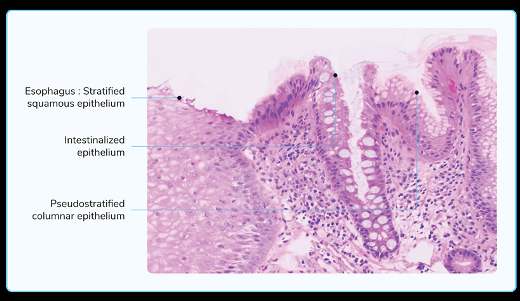 Esophagus : Stratified
squamous epithelium
Intestinalized
epithelium
Pseudostratified
columnar epithelium